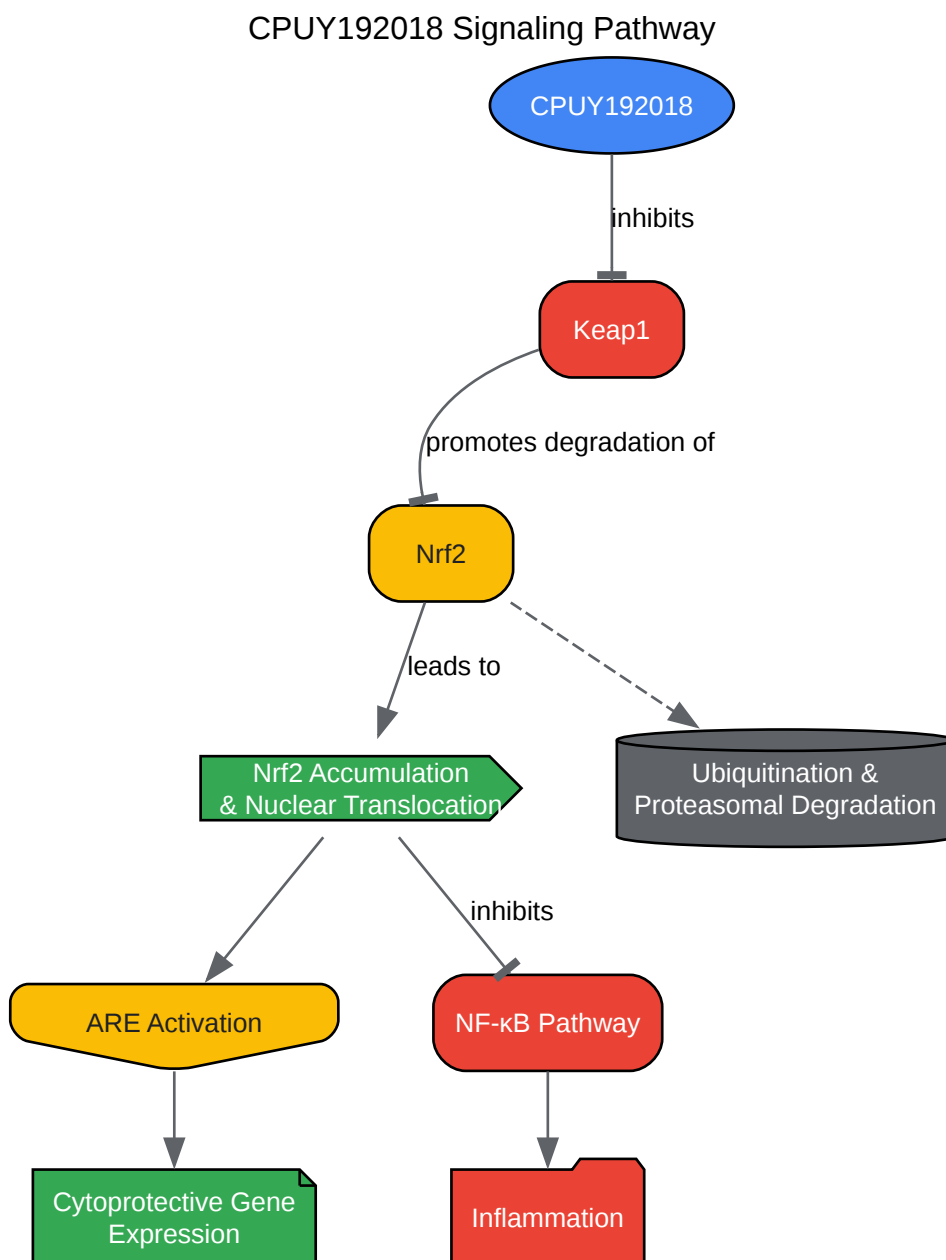 CPUY192018 Signaling Pathway
CPUY192018
inhibits
Keap1
promotes degradation of
Nrf2
leads to
Nrf2 Accumulation
& Nuclear Translocation
Ubiquitination &
Proteasomal Degradation
inhibits
ARE Activation
NF-κB Pathway
Cytoprotective Gene
Expression
Inflammation